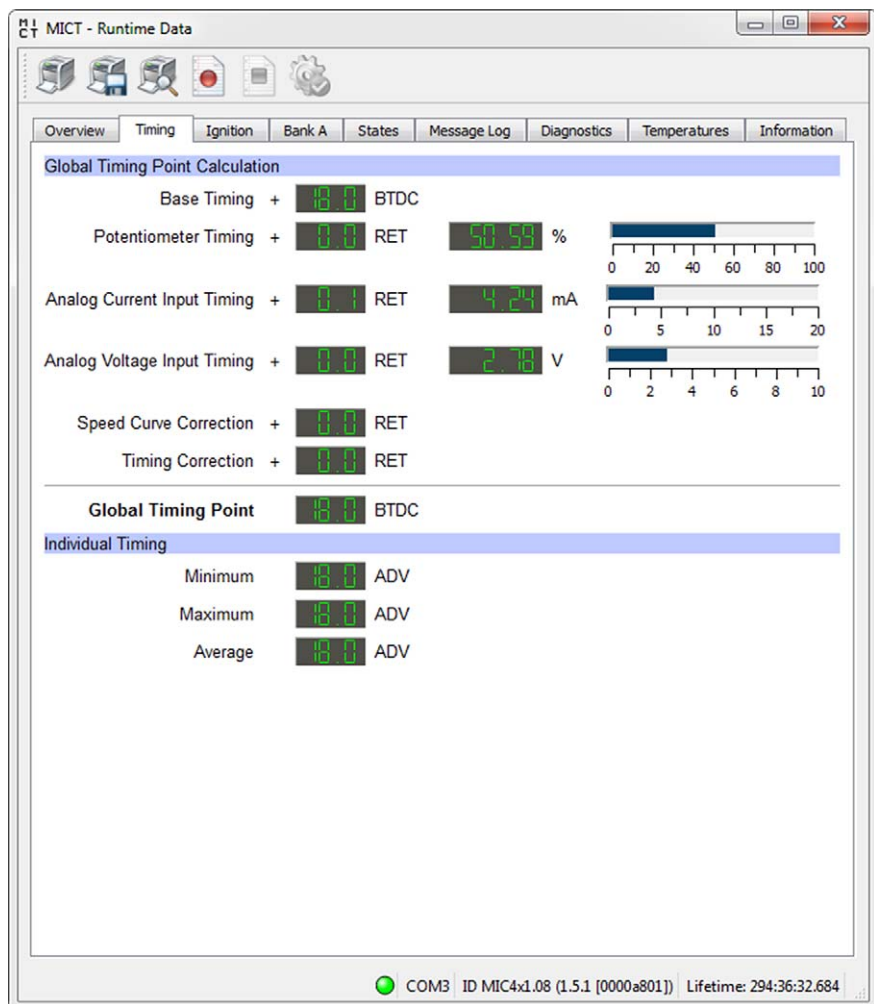 MICT - Runtime Data
Overview Timing Ignition Bank A States Message Log Diagnostics Temperatures Information
Global Timing Point Calculation
Base Timing + 18.0 BTDC
Potentiometer Timing + 0.0 RET 50.59 %
0 20 40 60 80 100
Analog Current Input Timing + 0.1 RET 4.24 mA
0 5 10 15 20
Analog Voltage Input Timing + 0.0 RET 2.78 V
0 2 4 6 8 10
Speed Curve Correction + 0.0 RET
Timing Correction + 0.0 RET
Global Timing Point 18.0 BTDC
Individual Timing
Minimum 18.0 ADV
Maximum 18.0 ADV
Average 18.0 ADV
COM3 ID MIC4x1.08 (1.5.1 [0000a801]) Lifetime: 294:36:32.684